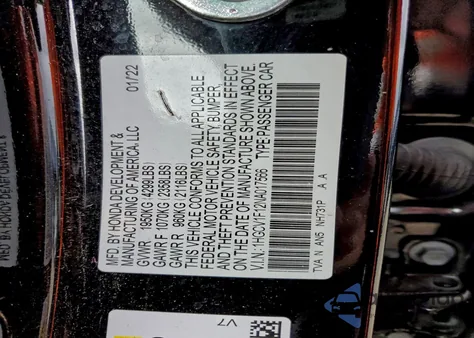 MFD. BY HONDA DEVELOPMENT &
MANUFACTURING OF AMERICA, LLC 01/22
GVWR 1950KG (4299LBS)
GAWR F 1070KG (2358LBS)
GAWR R 960KG (2116LBS)
THIS VEHICLE CONFORMS TO ALL APPLICABLE
FEDERAL MOTOR VEHICLE SAFETY, BUMPER,
AND THEFT PREVENTION STANDARDS IN EFFECT
ON THE DATE OF MANUFACTURE SHOWN ABOVE.
V.I.N.: TYPE:PASSENGER CAR
TVA N AN5 NH731P A A
V7